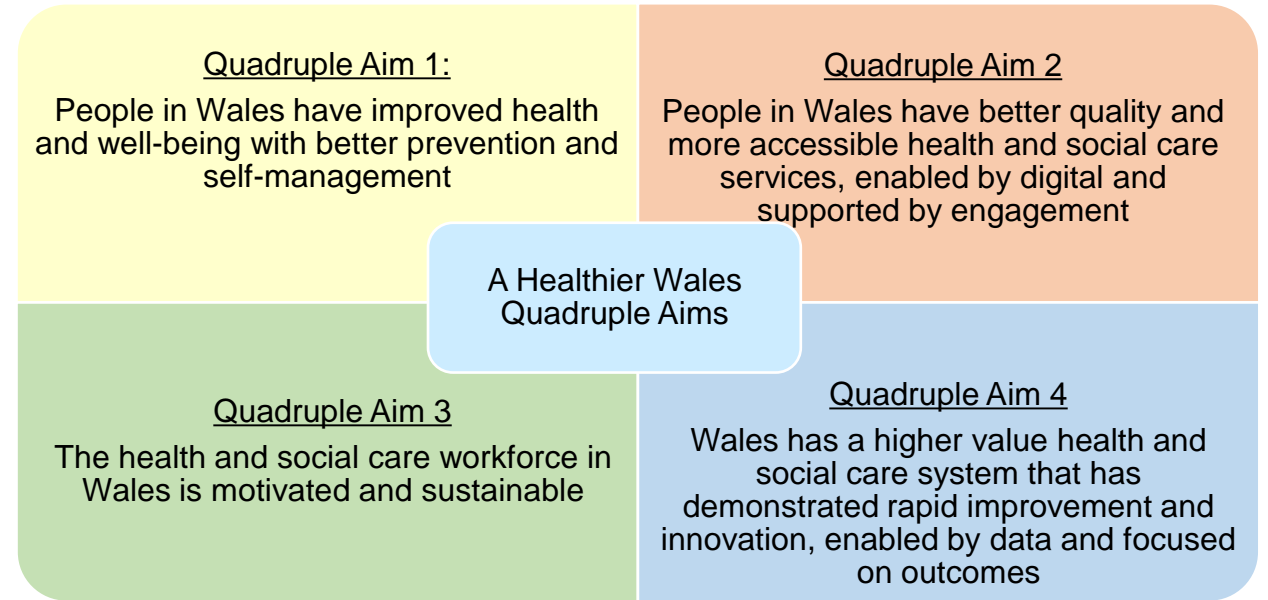 Quadruple Aim 1:
People in Wales have improved health
and well-being with better prevention and
self-management
Quadruple Aim 2
People in Wales have better quality and
more accessible health and social care
services, enabled by digital and
supported by engagement
A Healthier Wales
Quadruple Aims
Quadruple Aim 3
The health and social care workforce in
Wales is motivated and sustainable
Quadruple Aim 4
Wales has a higher value health and
social care system that has
demonstrated rapid improvement and
innovation, enabled by data and focused
on outcomes